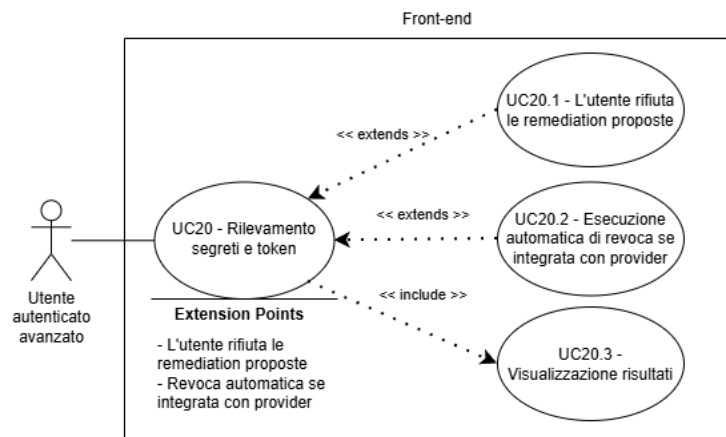 Front-end
UC20.1 - L'utente rifiuta
le remediation proposte
<< extends >>
UC20 - Rilevamento
segreti e token
<< extends >>
UC20.2 - Esecuzione
automatica di revoca se
integrata con provider
Utente
autenticato
avanzato
<< include >>
Extension Points
- L'utente rifiuta le
remediation proposte
- Revoca automatica se
integrata con provider
UC20.3 -
Visualizzazione risultati